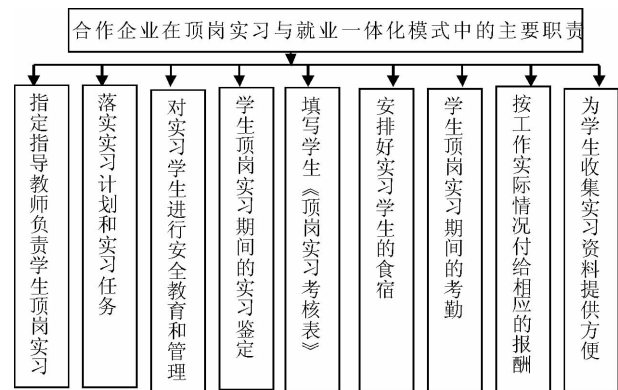 合作企业在顶岗实习与就业一体化模式中的主要职责
指定指导教师负责学生顶岗实习
落实实习计划和实习任务
对实习学生进行安全教育和管理
学生顶岗实习期间的实习鉴定
填写学生《顶岗实习考核表》
安排好实习学生的食宿
学生顶岗实习期间的考勤
按工作实际情况付给相应的报酬
为学生收集实习资料提供方便